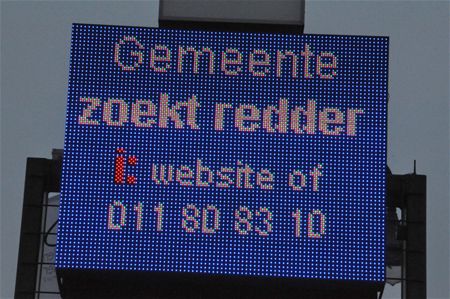 Gemeente
zoekt redder
i: website of
011 80 83 10